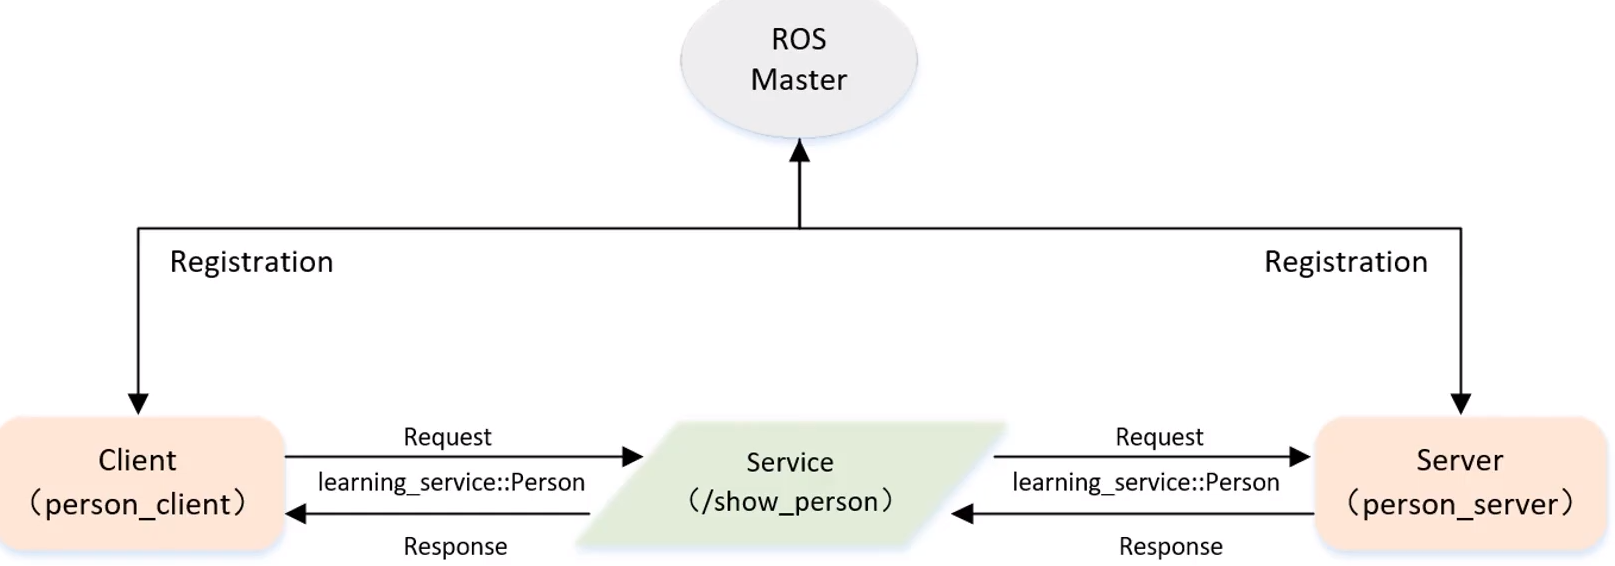 ROS
Master
Registration
Registration
Client
（person_client）
Request
learning_service::Person
Response
Service
（/show_person）
Request
learning_service::Person
Response
Server
（person_server）